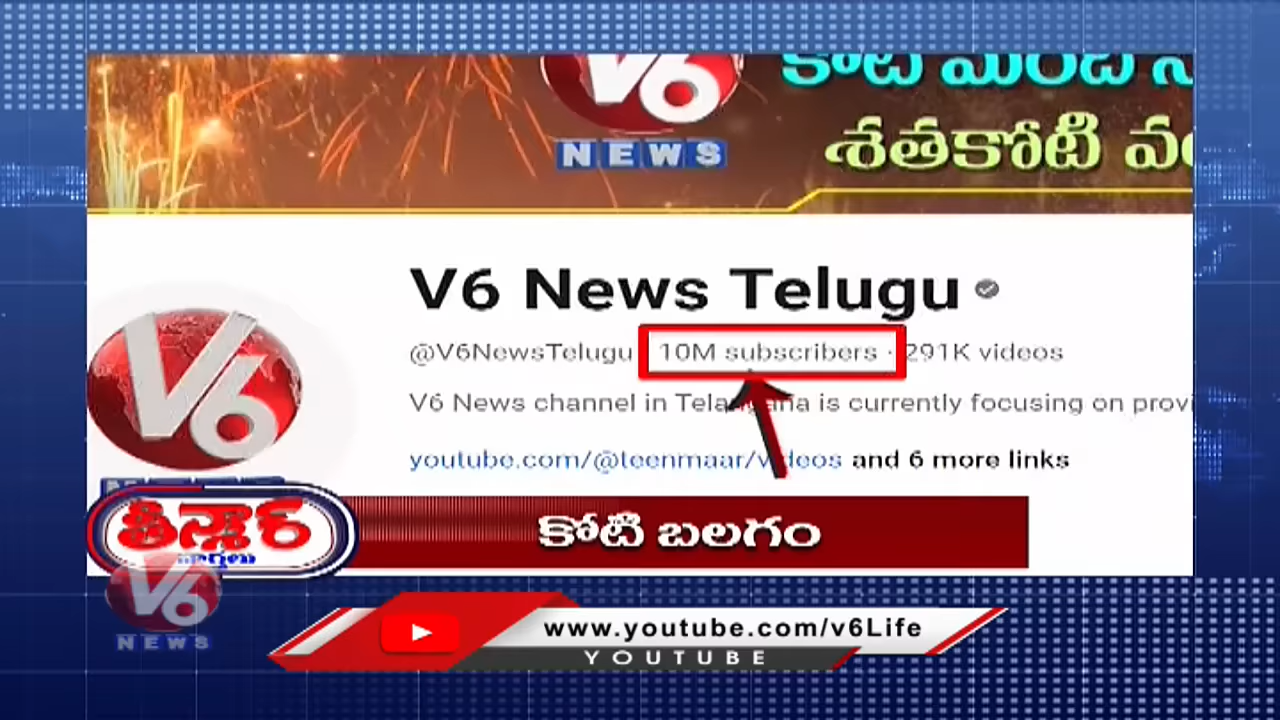 V6
NEWS
శతకోటి
V6 News Telugu
@V6NewsTelugu 10M subscribers · 291K videos
V6 News channel in Telangana is currently focusing on provi
youtube.com/@teenmaar/videos and 6 more links
V6
తీన్మార్
వార్తలు
కోటి బలగం
V6
NEWS
www.youtube.com/v6Life
YOUTUBE